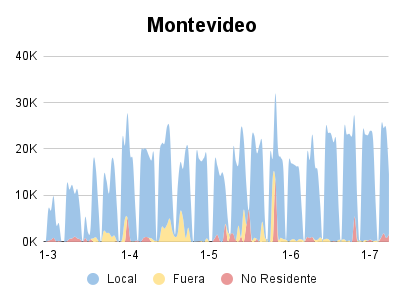 Montevideo
40K
30K
20K
10K
0K
1-3 1-4 1-5 1-6 1-7
Local Fuera No Residente